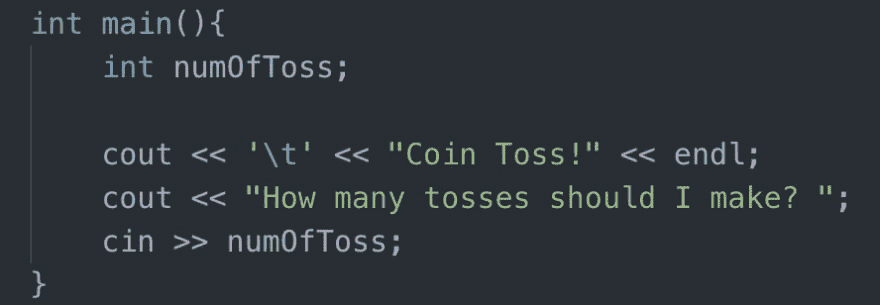 int main(){
    int numOfToss;

    cout << '\t' << "Coin Toss!" << endl;
    cout << "How many tosses should I make? ";
    cin >> numOfToss;
}